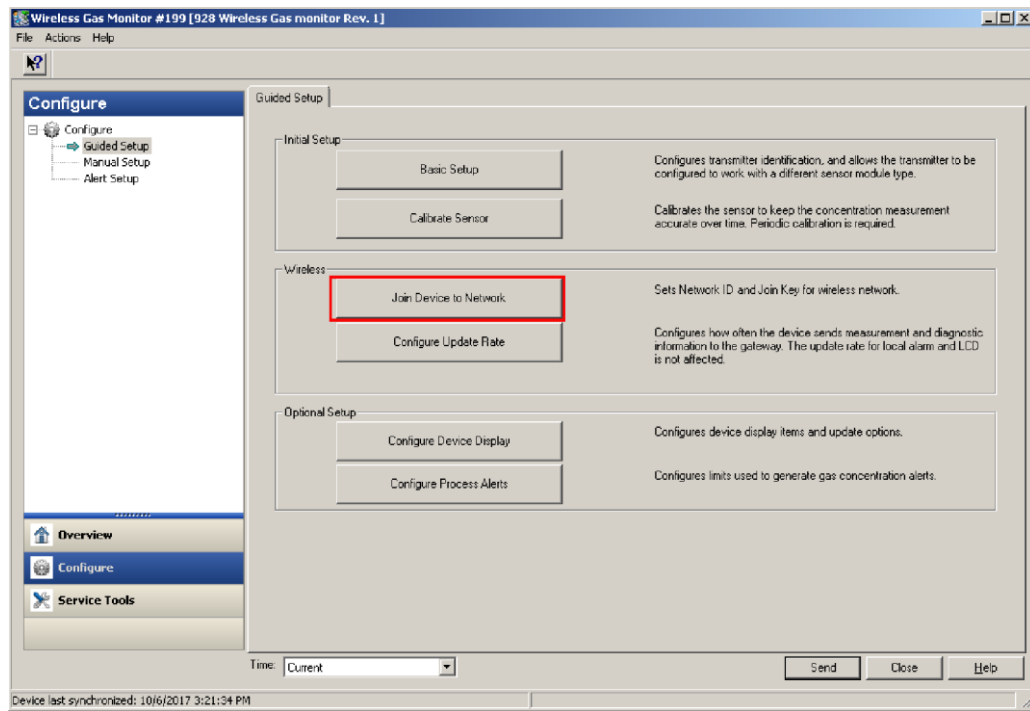 Wireless Gas Monitor #199 [928 Wireless Gas monitor Rev. 1]
File Actions Help
Configure
Configure
Guided Setup
Manual Setup
Alert Setup
Overview
Configure
Service Tools
Guided Setup
Initial Setup
Basic Setup
Configures transmitter identification, and allows the transmitter to be
configured to work with a different sensor module type.
Calibrate Sensor
Calibrates the sensor to keep the concentration measurement
accurate over time. Periodic calibration is required.
Wireless
Join Device to Network
Sets Network ID and Join Key for wireless network.
Configure Update Rate
Configures how often the device sends measurement and diagnostic
information to the gateway. The update rate for local alarm and LCD
is not affected.
Optional Setup
Configure Device Display
Configures device display items and update options.
Configure Process Alerts
Configures limits used to generate gas concentration alerts.
Time: Current
Send
Close
Help
Device last synchronized: 10/6/2017 3:21:34 PM